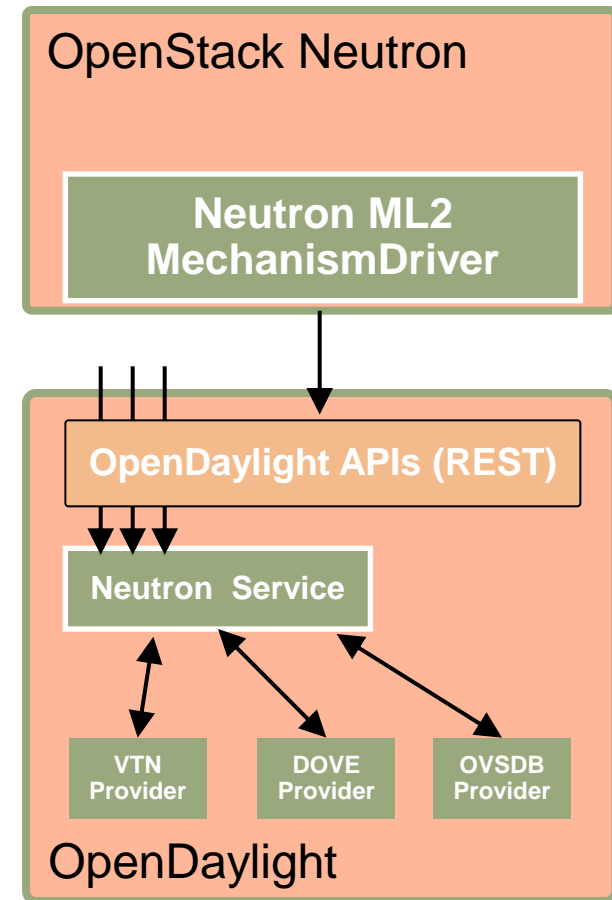 OpenStack Neutron
Neutron ML2
MechanismDriver
OpenDaylight APIs (REST)
Neutron Service
VTN
Provider
DOVE
Provider
OVSDB
Provider
OpenDaylight